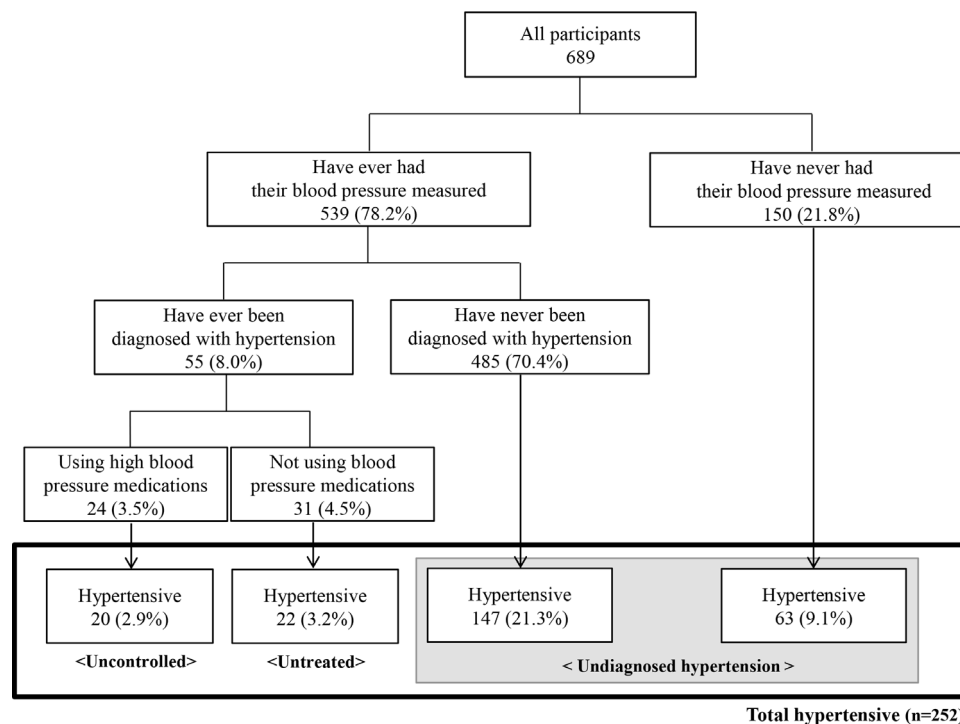 All participants
689
Have ever had
their blood pressure measured
539 (78.2%)
Have never had
their blood pressure measured
150 (21.8%)
Have ever been
diagnosed with hypertension
55 (8.0%)
Have never been
diagnosed with hypertension
485 (70.4%)
Using high blood
pressure medications
24 (3.5%)
Not using blood
pressure medications
31 (4.5%)
Hypertensive
20 (2.9%)
Hypertensive
22 (3.2%)
Hypertensive
147 (21.3%)
Hypertensive
63 (9.1%)
<Uncontrolled>
<Untreated>
< Undiagnosed hypertension >
Total hypertensive (n=252)